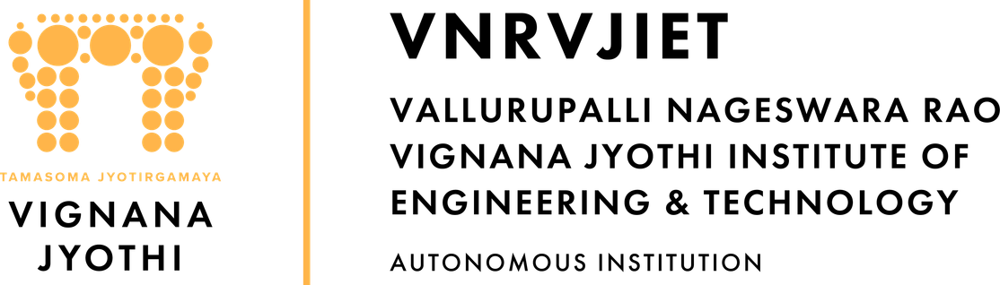 TAMASOMA JYOTIRGAMAYA
VIGNANA
JYOTHI
VNRVJIET
VALLURUPALLI NAGESWARA RAO
VIGNANA JYOTHI INSTITUTE OF
ENGINEERING & TECHNOLOGY
AUTONOMOUS INSTITUTION